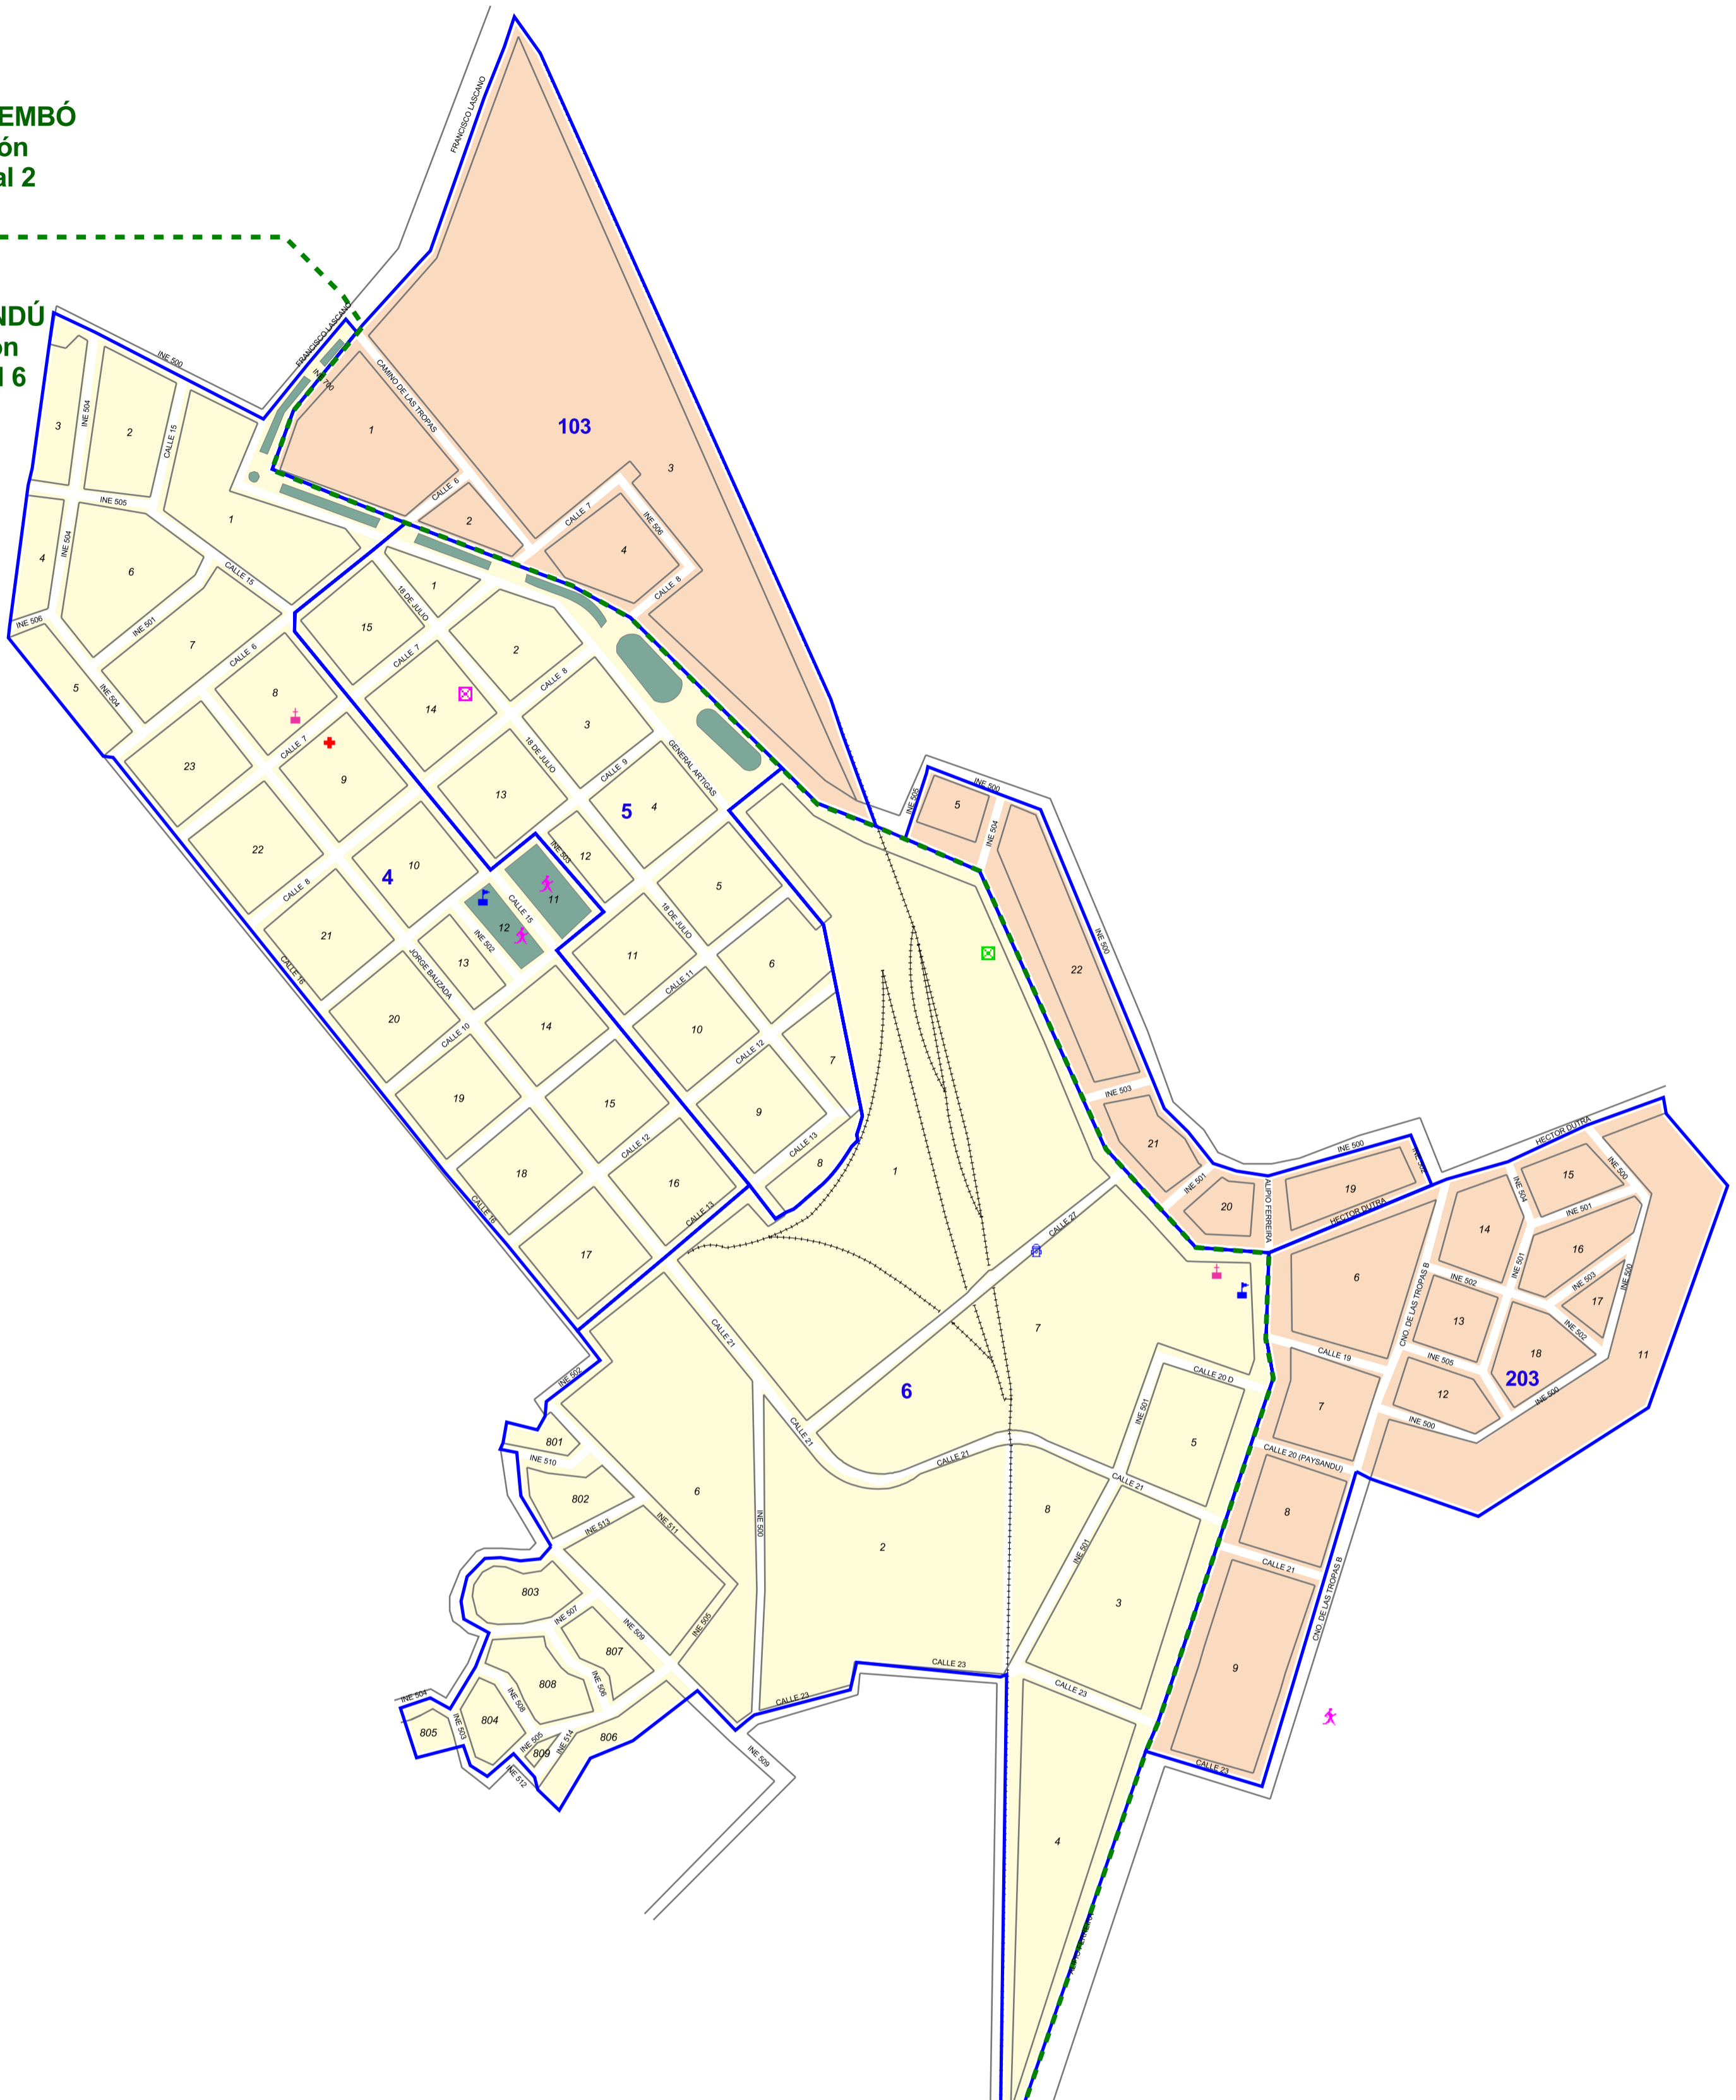 EMBÓ
ón
al 2
NDÚ
ón
l 6
FRANCISCO LASCANO
FRANCISCO LASCANO
INE 500
INE 700
CAMINO DE LAS TROPAS
103
3
1
2
4
CALLE 6
CALLE 7
INE 506
CALLE 8
3
INE 504
2
CALLE 15
INE 505
1
4
INE 504
6
CALLE 15
INE 506
INE 501
7
CALLE 6
5
INE 504
8
CALLE 7
9
23
22
CALLE 8
10
4
21
CALLE 16
JORGE BAUZADA
INE 502
12
CALLE 15
11
13
20
CALLE 10
14
19
15
CALLE 12
18
16
CALLE 13
CALLE 16
17
1
18 DE JULIO
15
CALLE 7
2
CALLE 8
14
3
18 DE JULIO
GENERAL ARTIGAS
CALLE 9
13
5
4
INE 503
12
5
18 DE JULIO
11
CALLE 11
6
10
CALLE 12
7
9
CALLE 13
8
INE 505
INE 500
5
INE 504
22
INE 500
INE 503
21
INE 501
20
ALIPIO FERREIRA
INE 500
19
INE 502
HECTOR DUTRA
HECTOR DUTRA
15
INE 500
INE 504
INE 501
14
16
INE 501
INE 502
INE 503
INE 500
17
13
INE 502
18
INE 505
203
11
12
INE 500
INE 500
CNO. DE LAS TROPAS B
6
CALLE 19
7
CALLE 20 (PAYSANDU)
8
CALLE 21
CNO. DE LAS TROPAS B
9
CALLE 23
1
CALLE 27
7
6
CALLE 21
CALLE 21
CALLE 21
CALLE 20 D
INE 501
5
CALLE 21
8
INE 501
3
CALLE 23
4
2
CALLE 23
CALLE 23
INE 500
6
INE 502
801
INE 510
802
INE 513
INE 511
803
INE 507
INE 509
INE 505
807
808
INE 506
INE 508
INE 504
804
805
INE 503
INE 505
809
INE 514
806
INE 512
INE 509